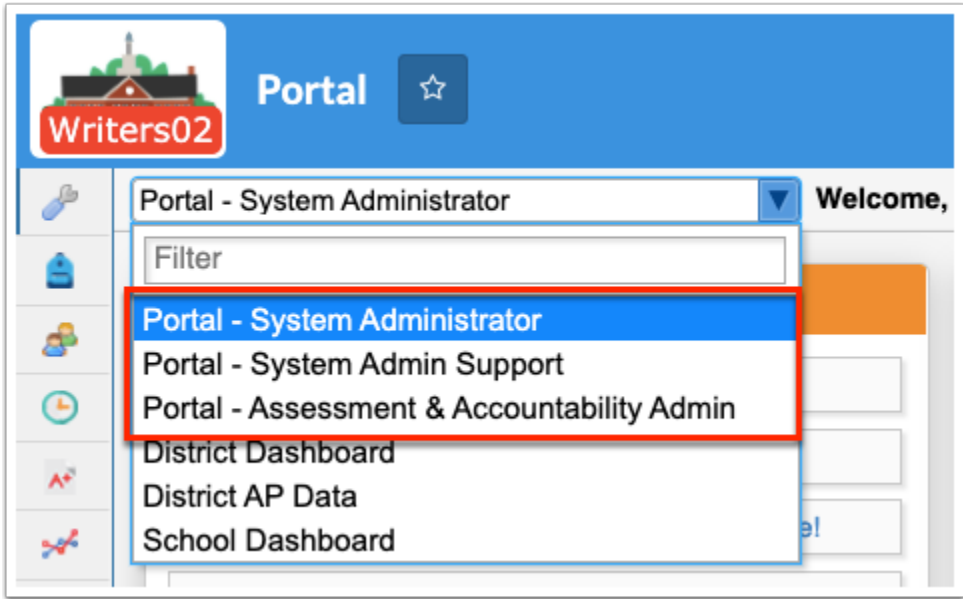 Portal
Writers02
Portal - System Administrator
Welcome,
Filter
Portal - System Administrator
Portal - System Admin Support
Portal - Assessment & Accountability Admin
District Dashboard
District AP Data
School Dashboard
e!
A+